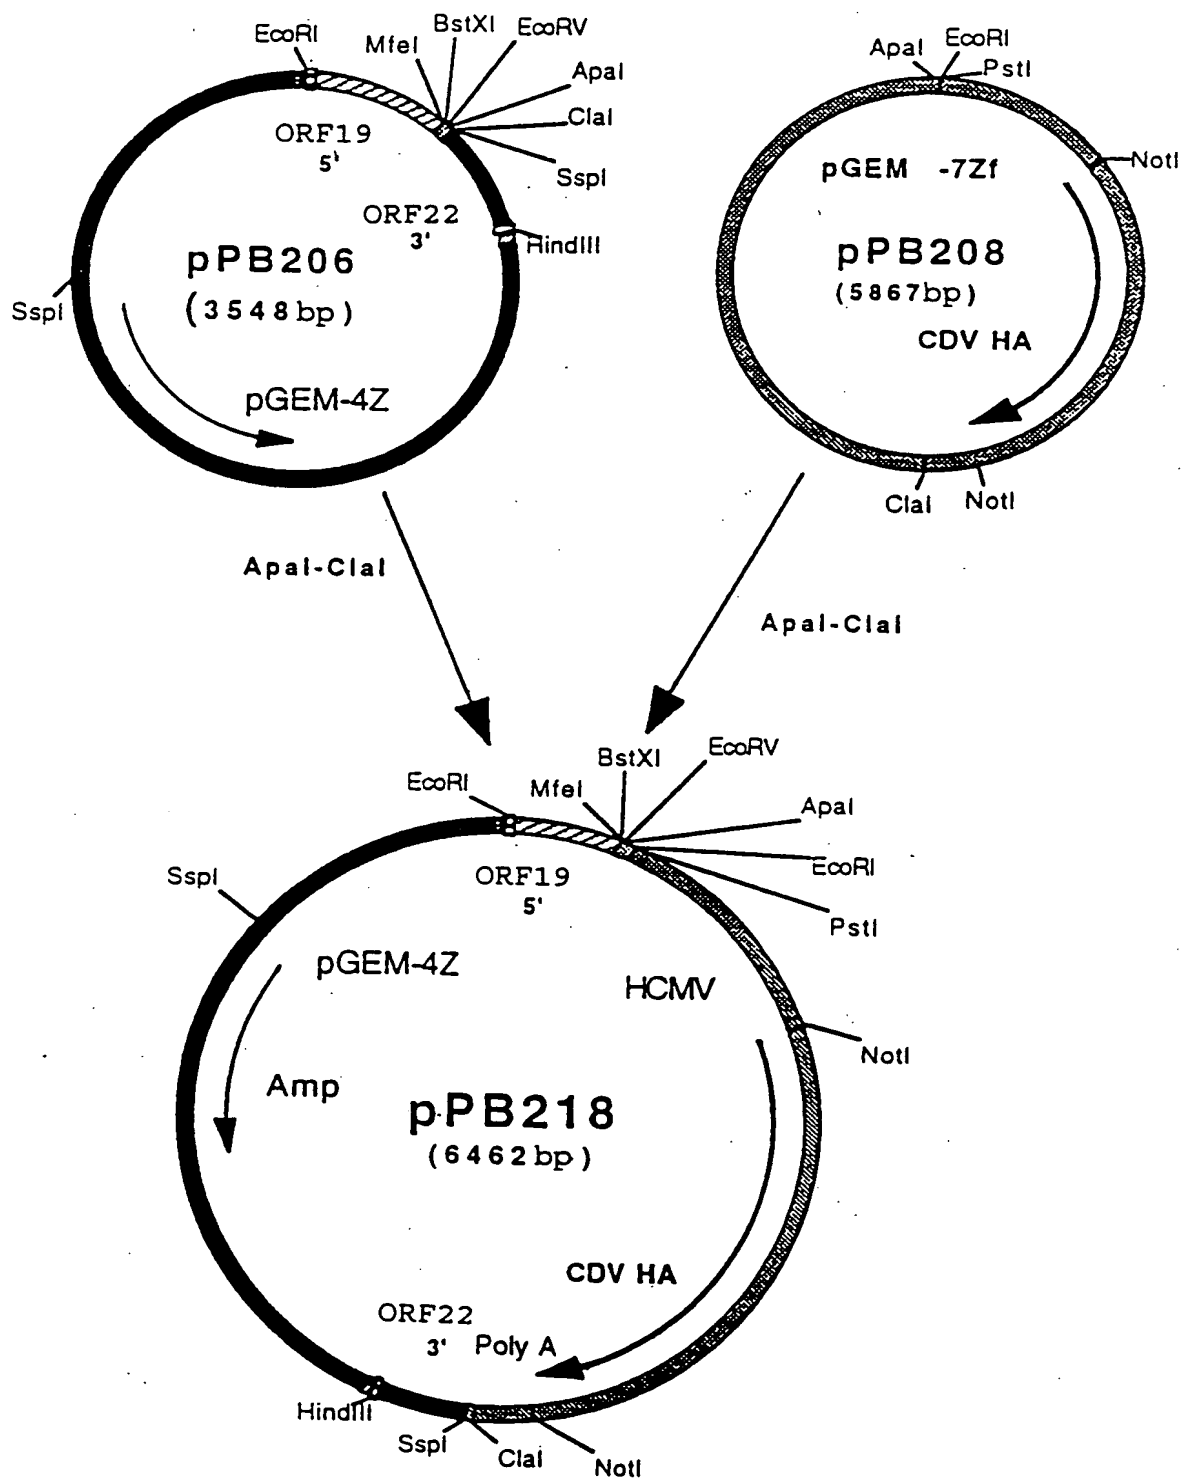 EcoRI
MfeI
BstXI
EcoRV
ApaI
ClaI
SspI
ORF19
5'
ORF22
3'
HindIII
pPB206
(3548bp)
SspI
pGEM-4Z
ApaI
EcoRI
PstI
NotI
pGEM -7Zf
pPB208
(5867bp)
CDV HA
ClaI
NotI
ApaI-ClaI
ApaI-ClaI
EcoRI
MfeI
BstXI
EcoRV
ApaI
EcoRI
PstI
SspI
ORF19
5'
pGEM-4Z
HCMV
NotI
Amp
pPB218
(6462bp)
CDV HA
ORF22
3' Poly A
HindIII
SspI
ClaI
NotI